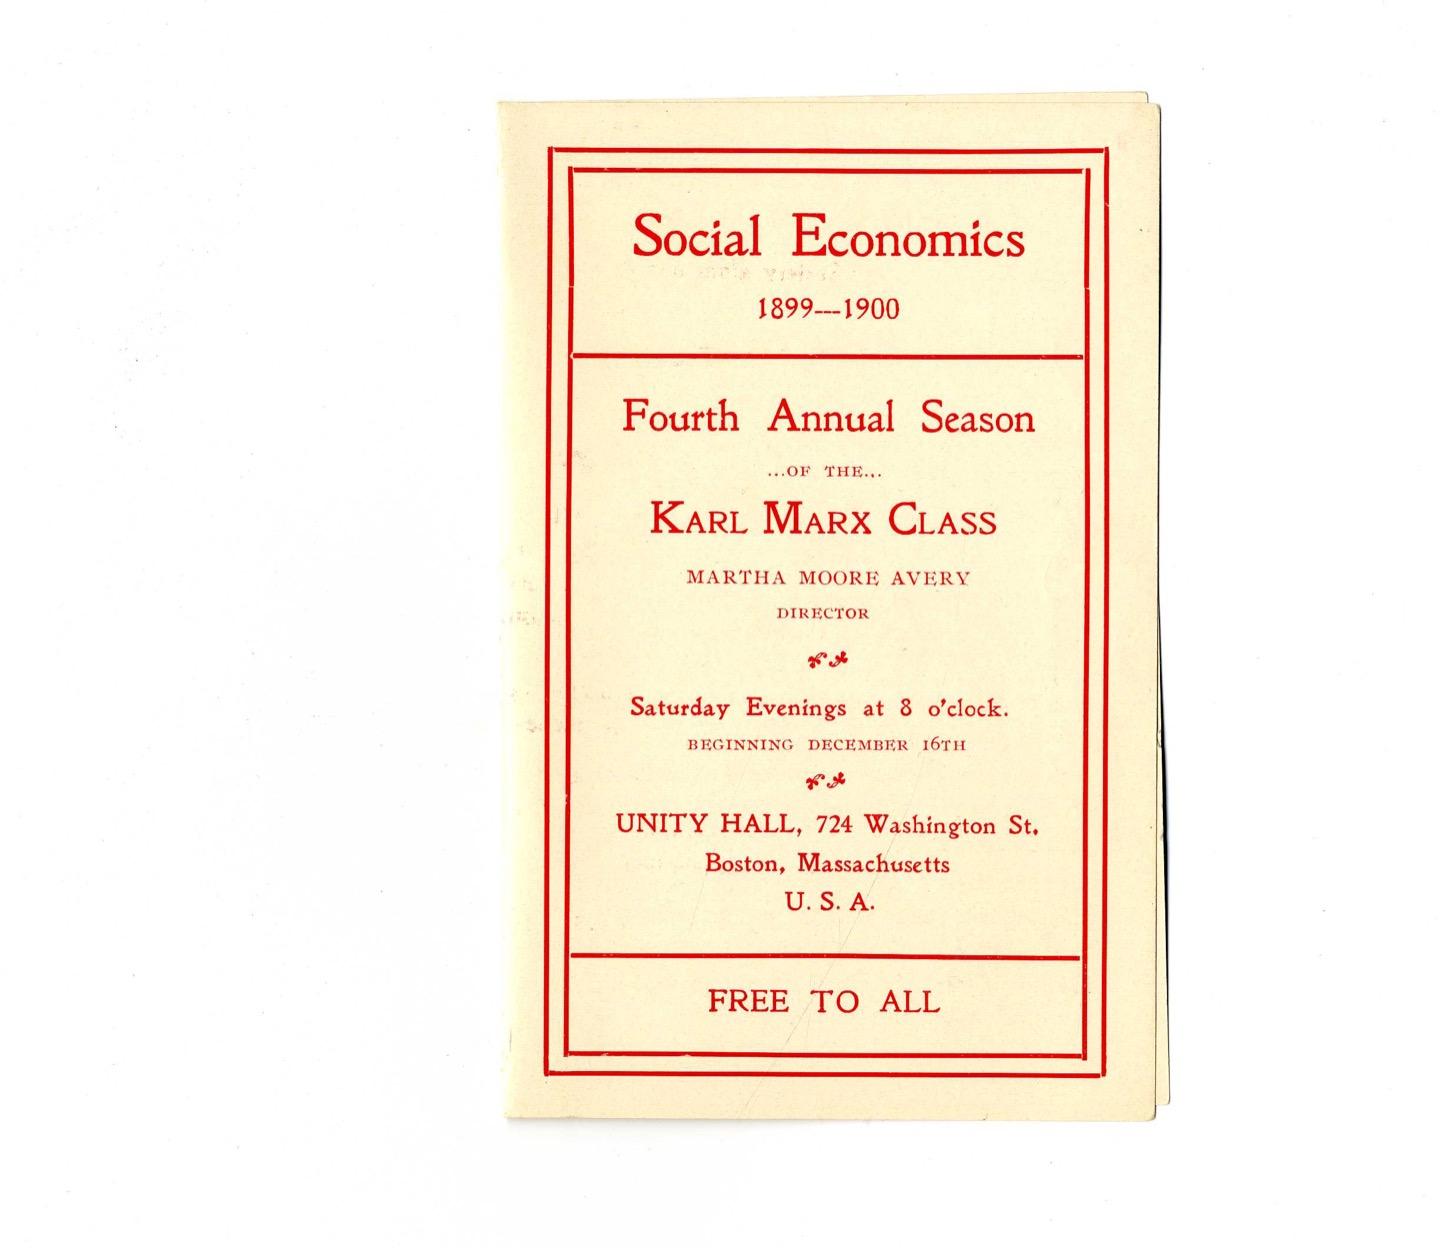 Social Economics
1899---1900
Fourth Annual Season
...OF THE...
KARL MARX CLASS
MARTHA MOORE AVERY
DIRECTOR
Saturday Evenings at 8 o'clock.
BEGINNING DECEMBER 16TH
UNITY HALL, 724 Washington St.
Boston, Massachusetts
U. S. A.
FREE TO ALL